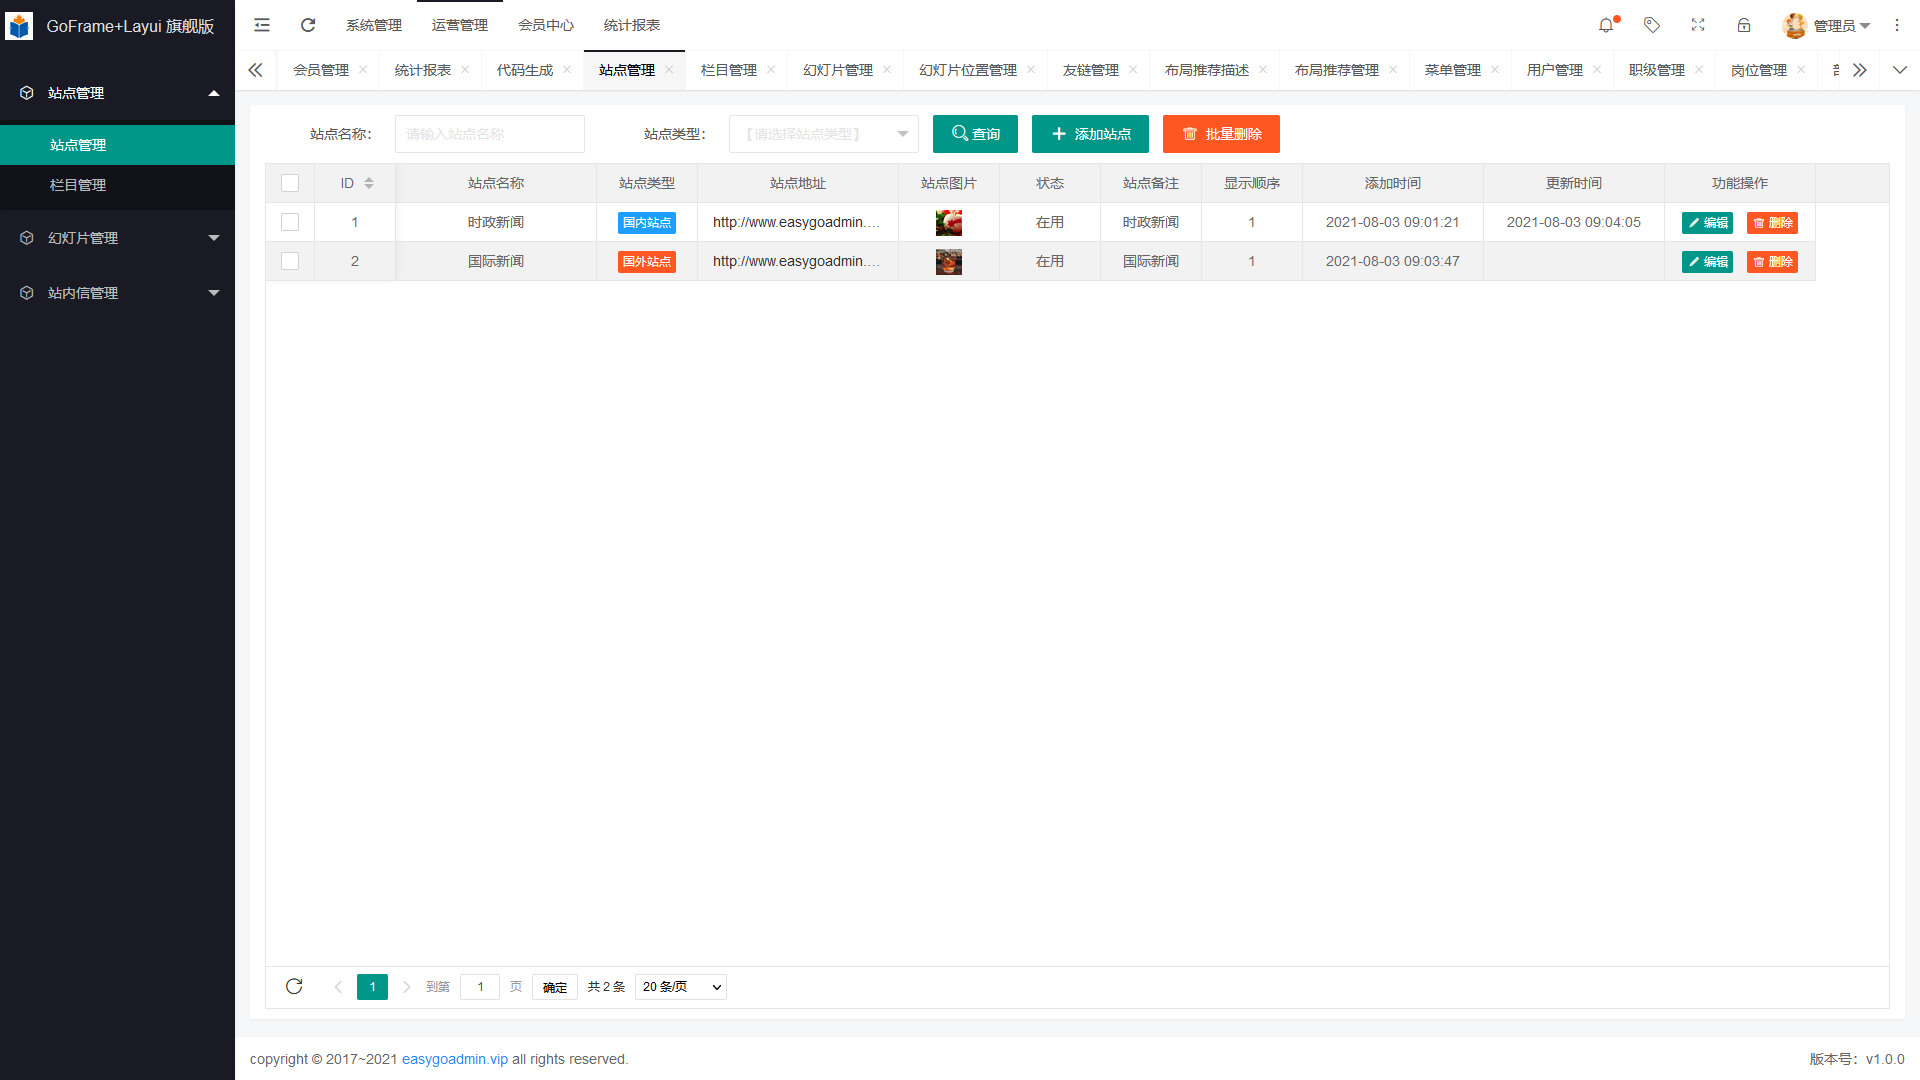 GoFrame+Layui 旗舰版
系统管理 运营管理 会员中心 统计报表
管理员
会员管理 统计报表 代码生成 站点管理 栏目管理 幻灯片管理 幻灯片位置管理 友链管理 布局推荐描述 布局推荐管理 菜单管理 用户管理 职级管理 岗位管理
站点管理
站点管理
栏目管理
幻灯片管理
站内信管理
站点名称： 请输入站点名称 站点类型： 【请选择站点类型】 查询 添加站点 批量删除
ID 站点名称 站点类型 站点地址 站点图片 状态 站点备注 显示顺序 添加时间 更新时间 功能操作
1 时政新闻 国内站点 http://www.easygoadmin.... 在用 时政新闻 1 2021-08-03 09:01:21 2021-08-03 09:04:05 编辑 删除
2 国际新闻 国外站点 http://www.easygoadmin.... 在用 国际新闻 1 2021-08-03 09:03:47 编辑 删除
1 到第 1 页 确定 共 2 条 20 条/页
copyright © 2017~2021 easygoadmin.vip all rights reserved.
版本号：v1.0.0